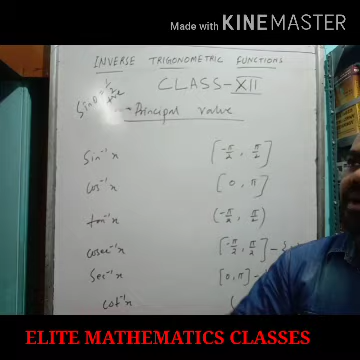 Made with KINEMASTER
INVERSE TRIGONOMETRIC FUNCTIONS
CLASS-XII
Principal value
sin⁻¹x [-π/2, π/2]
cos⁻¹x [0, π]
tan⁻¹x (-π/2, π/2)
cosec⁻¹x [-π/2, π/2] - {
sec⁻¹x [0, π] -
cot⁻¹x (
ELITE MATHEMATICS CLASSES